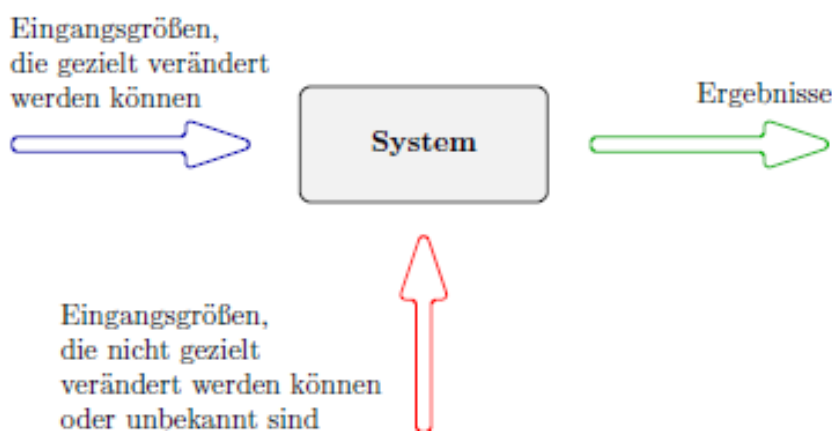 Eingangsgrößen,
die gezielt verändert
werden können
Ergebnisse
System
Eingangsgrößen,
die nicht gezielt
verändert werden können
oder unbekannt sind